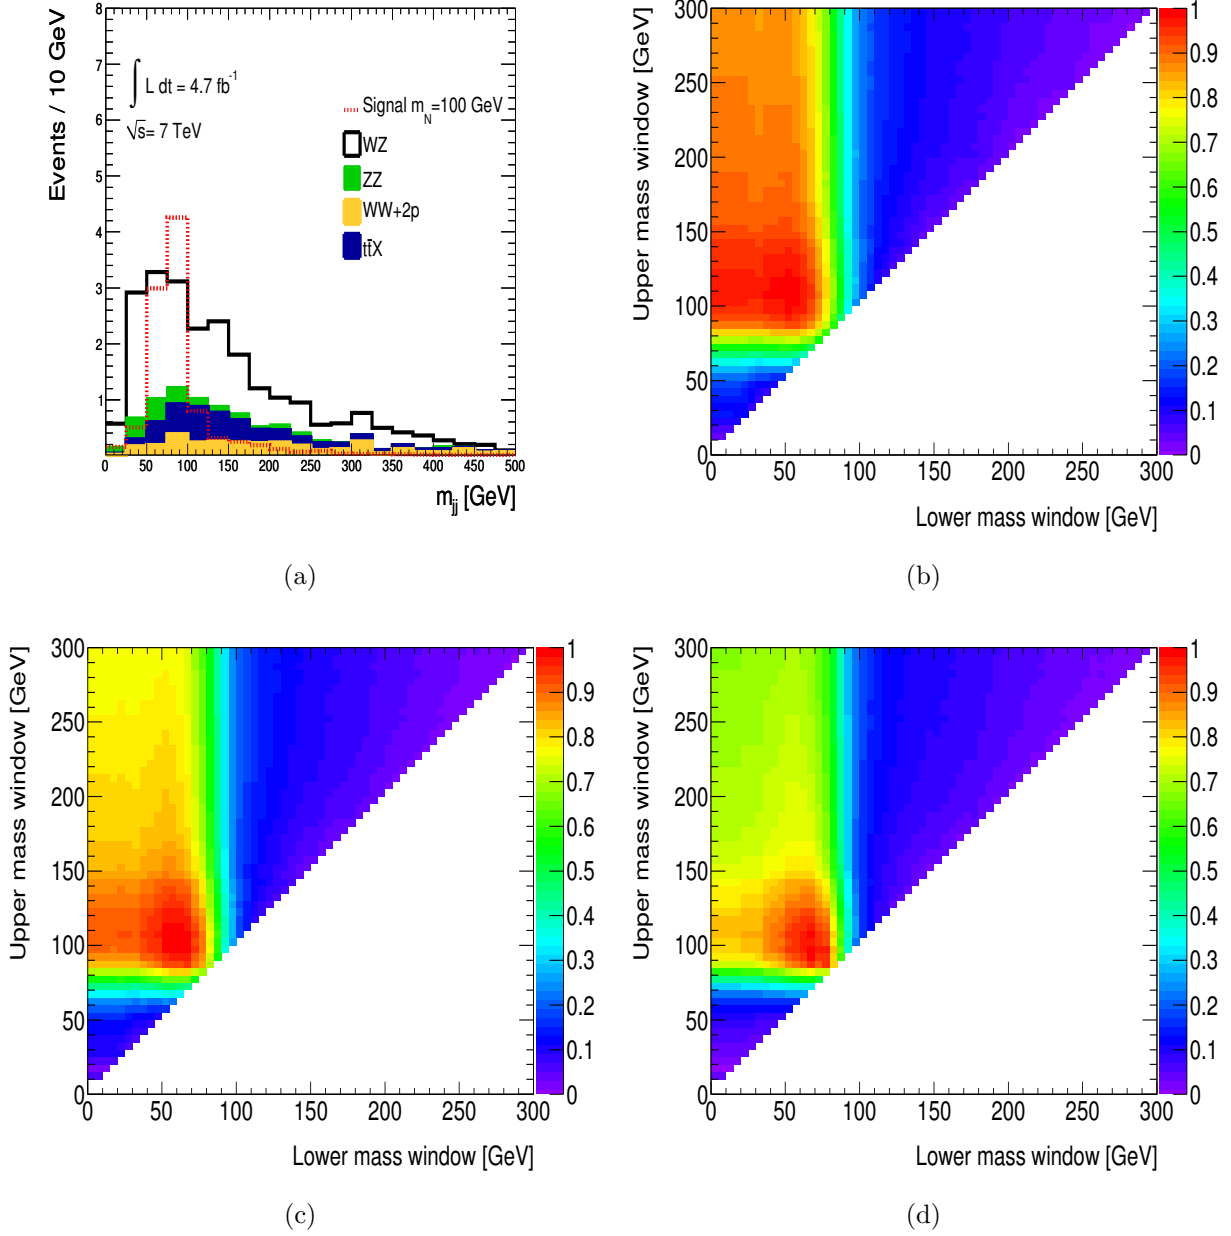 Events / 10 GeV
8
7
6
5
4
3
2
1
∫ L dt = 4.7 fb⁻¹
√s= 7 TeV
Signal m_N=100 GeV
WZ
ZZ
WW+2p
tt̄X
0 50 100 150 200 250 300 350 400 450 500
m_jj [GeV]
(a)
Upper mass window [GeV]
300
250
200
150
100
50
0
0 50 100 150 200 250 300
Lower mass window [GeV]
1
0.9
0.8
0.7
0.6
0.5
0.4
0.3
0.2
0.1
0
(b)
Upper mass window [GeV]
300
250
200
150
100
50
0
0 50 100 150 200 250 300
Lower mass window [GeV]
1
0.9
0.8
0.7
0.6
0.5
0.4
0.3
0.2
0.1
0
(c)
Upper mass window [GeV]
300
250
200
150
100
50
0
0 50 100 150 200 250 300
Lower mass window [GeV]
1
0.9
0.8
0.7
0.6
0.5
0.4
0.3
0.2
0.1
0
(d)